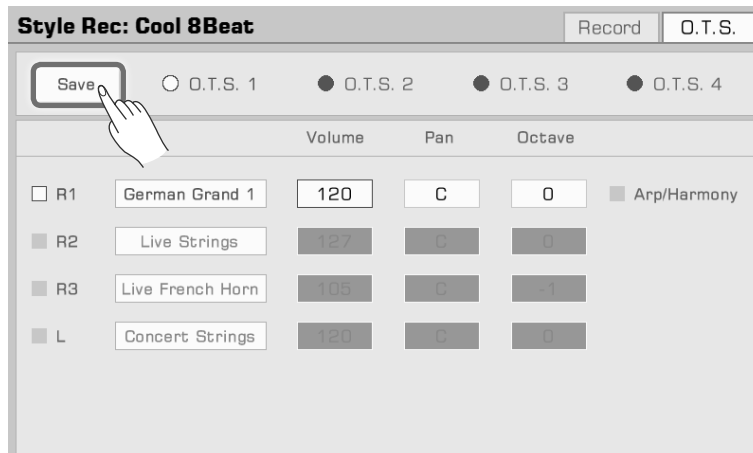 Style Rec: Cool 8Beat Record O.T.S.
Save O.T.S. 1 O.T.S. 2 O.T.S. 3 O.T.S. 4
Volume Pan Octave
R1 German Grand 1 120 C 0 Arp/Harmony
R2 Live Strings 127 C 0
R3 Live French Horn 105 C -1
L Concert Strings 120 C 0